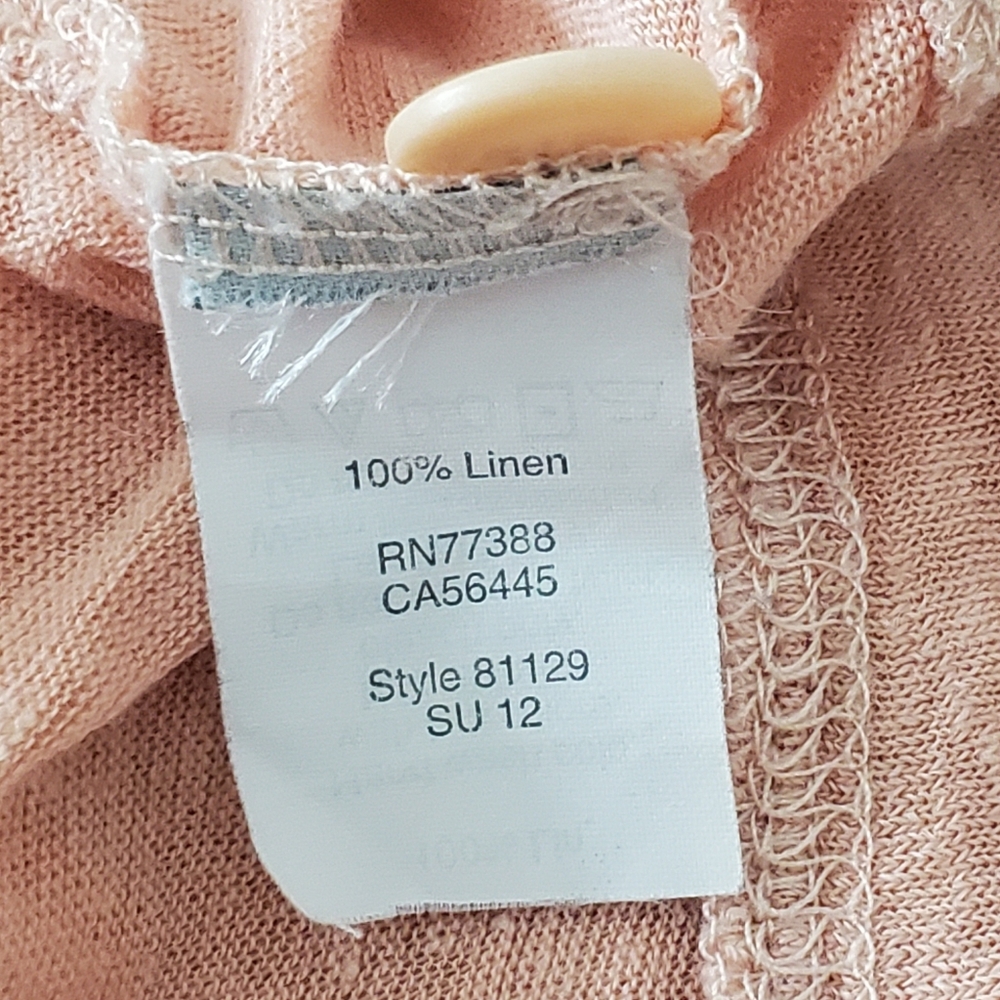 100% Linen
RN77388
CA56445
Style 81129
SU 12